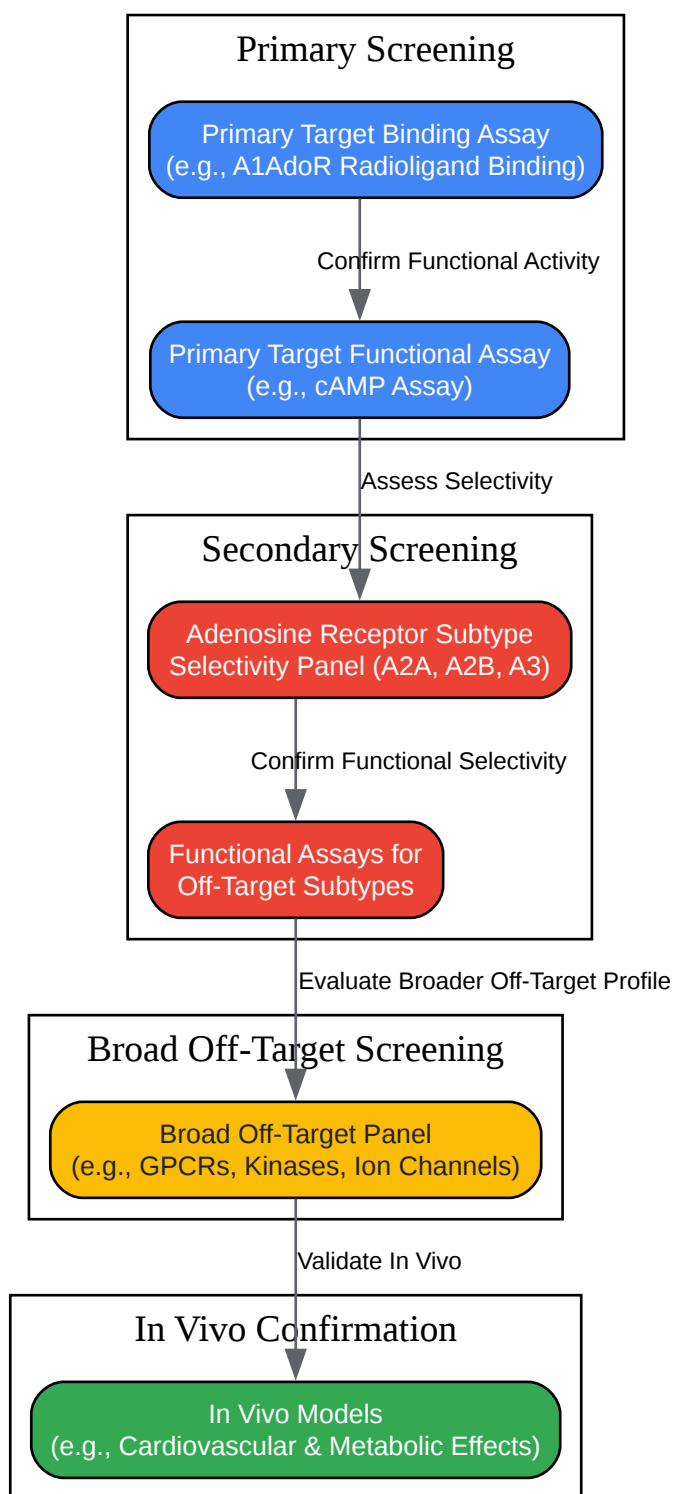 Primary Screening
Primary Target Binding Assay
(e.g., A1AdoR Radioligand Binding)
Confirm Functional Activity
Primary Target Functional Assay
(e.g., cAMP Assay)
Assess Selectivity
Secondary Screening
Adenosine Receptor Subtype
Selectivity Panel (A2A, A2B, A3)
Confirm Functional Selectivity
Functional Assays for
Off-Target Subtypes
Evaluate Broader Off-Target Profile
Broad Off-Target Screening
Broad Off-Target Panel
(e.g., GPCRs, Kinases, Ion Channels)
Validate In Vivo
In Vivo Confirmation
In Vivo Models
(e.g., Cardiovascular & Metabolic Effects)